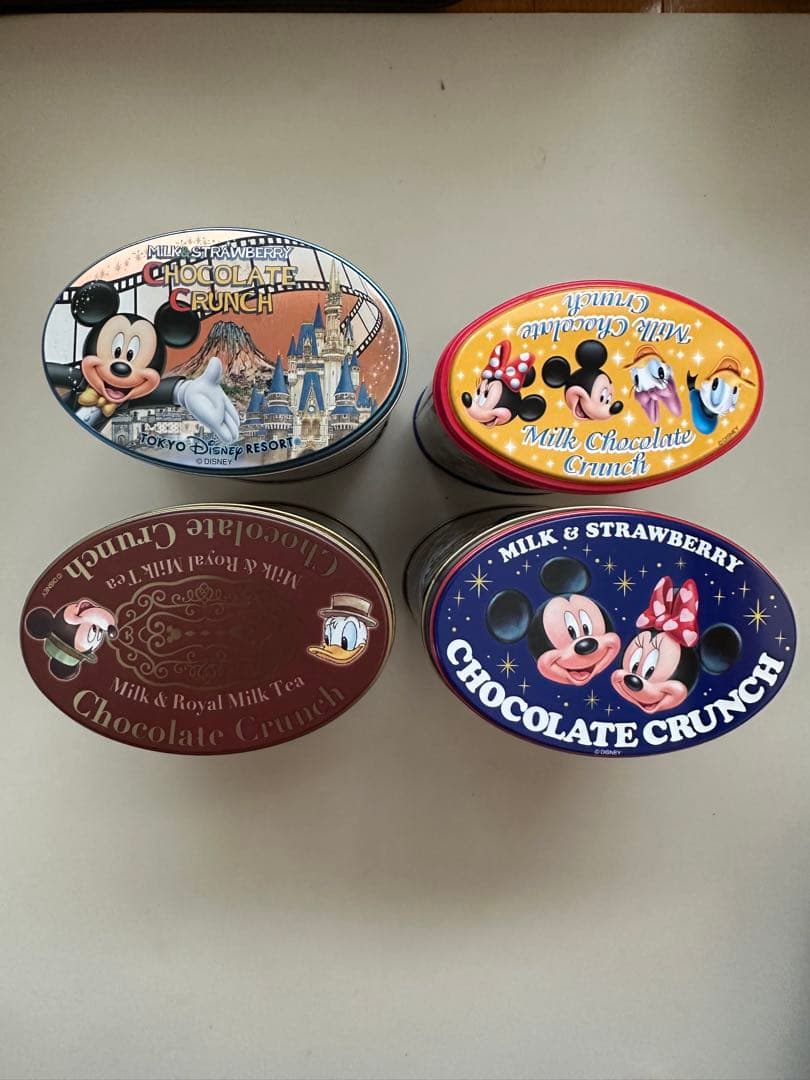 MILK & STRAWBERRY
CHOCOLATE
CRUNCH
TOKYO Disney RESORT®
© DISNEY
Milk Chocolate
Crunch
Milk Chocolate
Crunch
© DISNEY
Chocolate Crunch
Milk & Royal Milk Tea
© DISNEY
Milk & Royal Milk Tea
Chocolate Crunch
MILK & STRAWBERRY
CHOCOLATE CRUNCH
© DISNEY